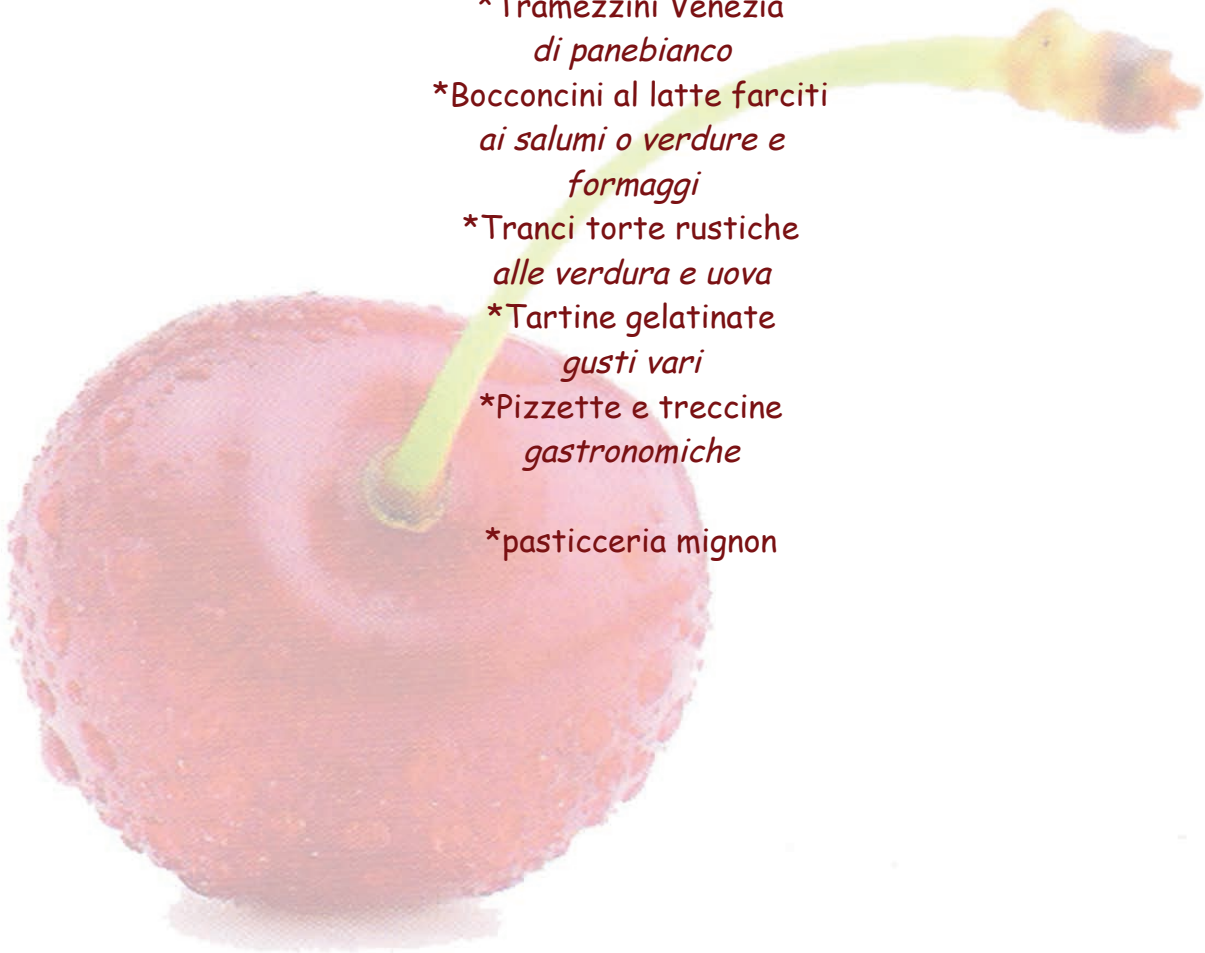 *Tramezzini Venezia
di panebianco
*Bocconcini al latte farciti
ai salumi o verdure e
formaggi
*Tranci torte rustiche
alle verdura e uova
*Tartine gelatinate
gusti vari
*Pizzette e treccine
gastronomiche
*pasticceria mignon